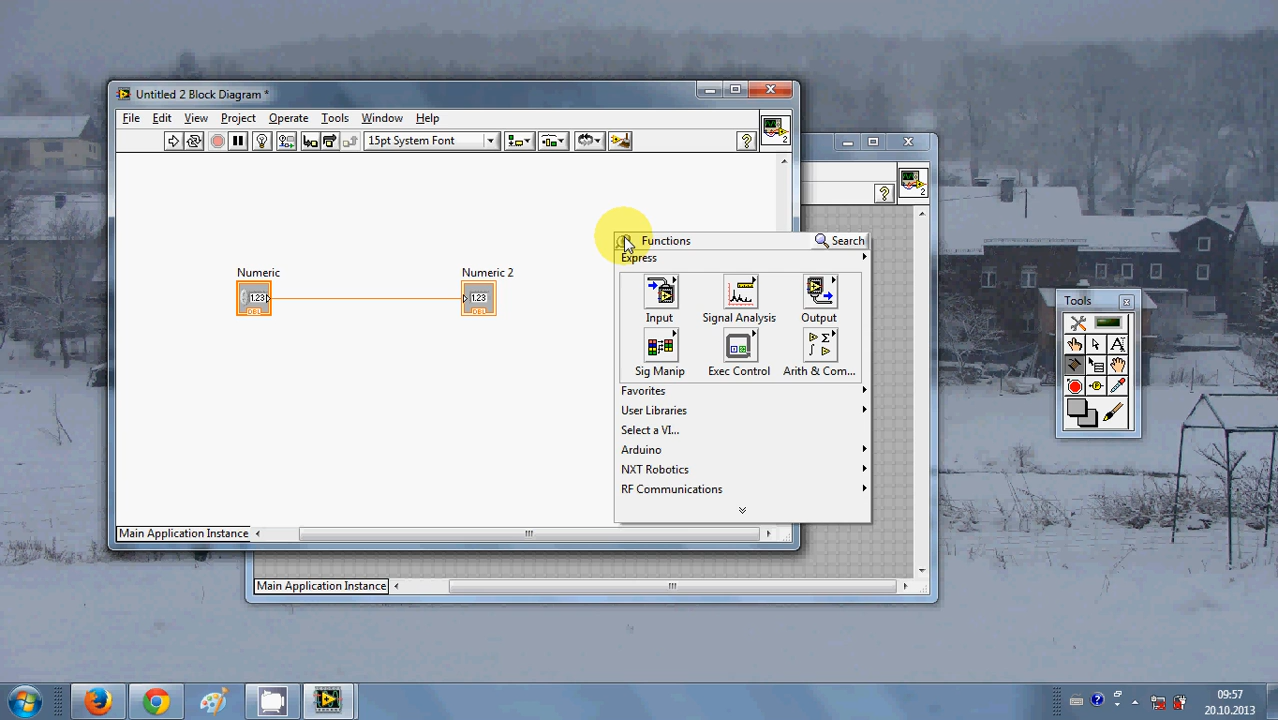 Untitled 2 Block Diagram *
File Edit View Project Operate Tools Window Help
15pt System Font
2
2
Functions
Search
Express
Numeric
1.23
DBL
Numeric 2
1.23
DBL
Input
Signal Analysis
Output
Sig Manip
Exec Control
Arith & Com...
Favorites
User Libraries
Select a VI...
Arduino
NXT Robotics
RF Communications
Tools
Main Application Instance
Main Application Instance
09:57
20.10.2013